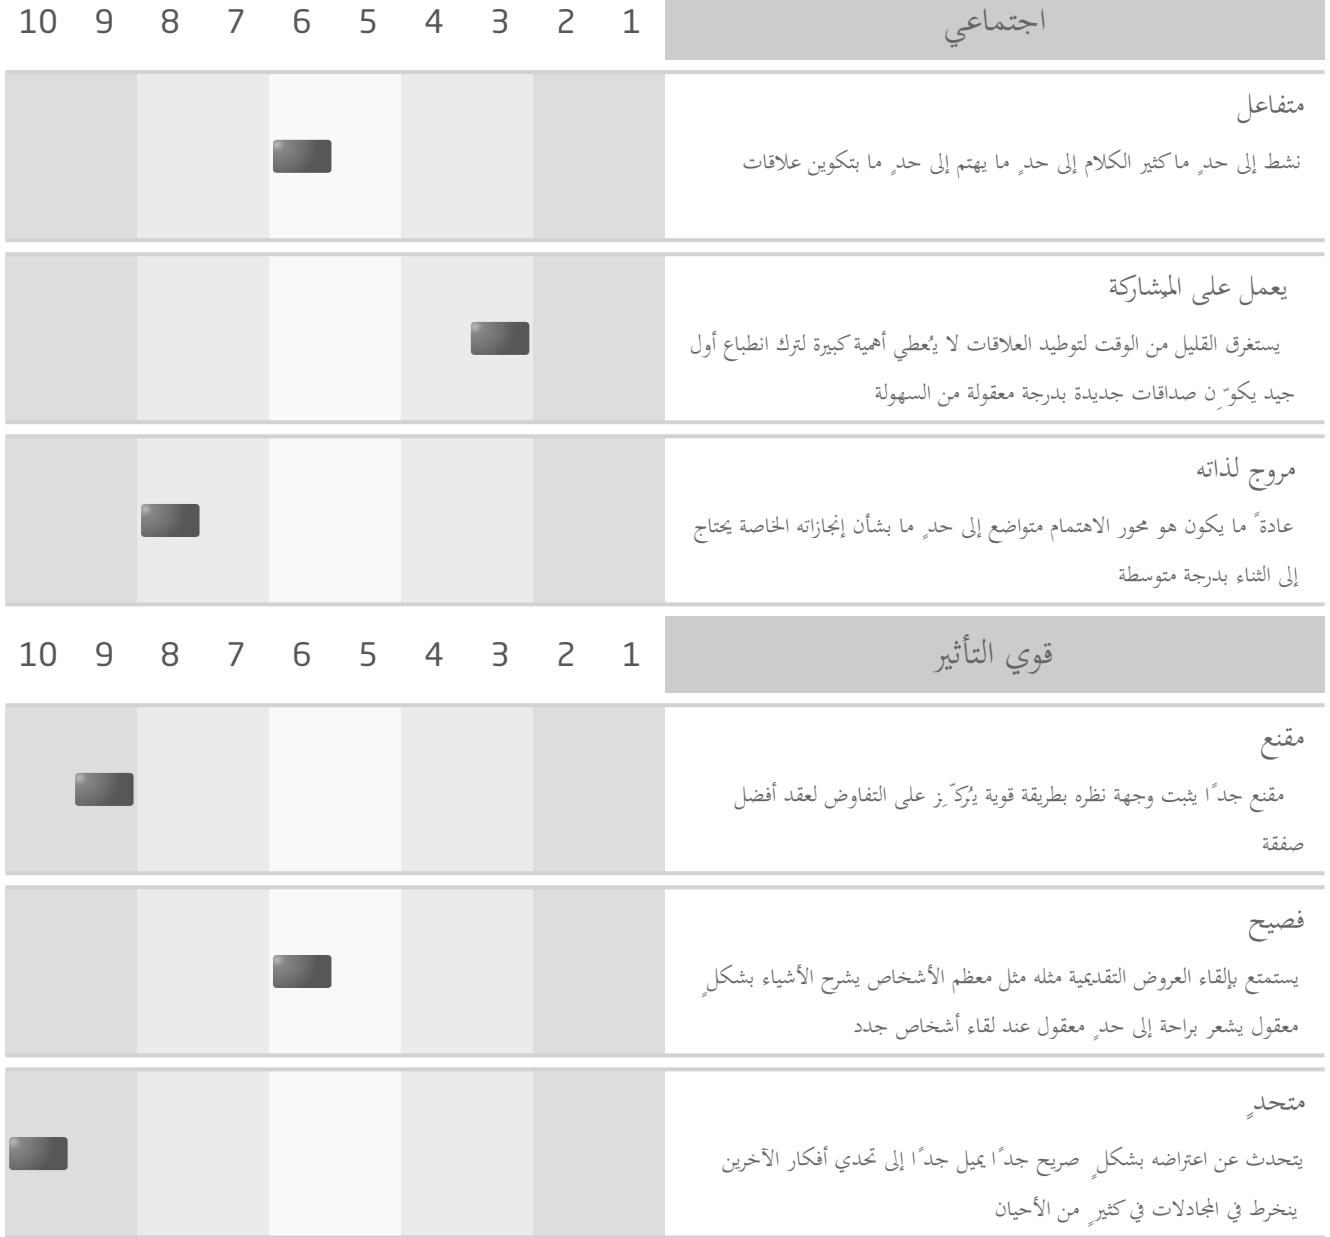 اجتماعي 1 2 3 4 5 6 7 8 9 10
متفاعل
نشط إلى حدٍ ما كثير الكلام إلى حدٍ ما يهتم إلى حدٍ ما بتكوين علاقات
يعمل على المُِشاركة
يستغرق القليل من الوقت لتوطيد العلاقات لا يُعطي أهمية كبيرة لترك انطباع أول
جيد يكوّ ِن صداقات جديدة بدرجة معقولة من السهولة
مروج لذاته
عادةً ما يكون هو محور الاهتمام متواضع إلى حدٍ ما بشأن إنجازاته الخاصة يحتاج
إلى الثناء بدرجة متوسطة
قوي التأثير 1 2 3 4 5 6 7 8 9 10
مقنع
مقنع جدًا يثبت وجهة نظره بطريقة قوية يُركّ ِز على التفاوض لعقد أفضل
صفقة
فصيح
يستمتع بإلقاء العروض التقديمية مثله مثل معظم الأشخاص يشرح الأشياء بشكلٍ
معقول يشعر براحة إلى حدٍ معقول عند لقاء أشخاص جدد
متحدٍ
يتحدث عن اعتراضه بشكلٍ صريح جدًا يميل جدًا إلى تحدي أفكار الآخرين
ينخرط في المجادلات في كثيرٍ من الأحيان